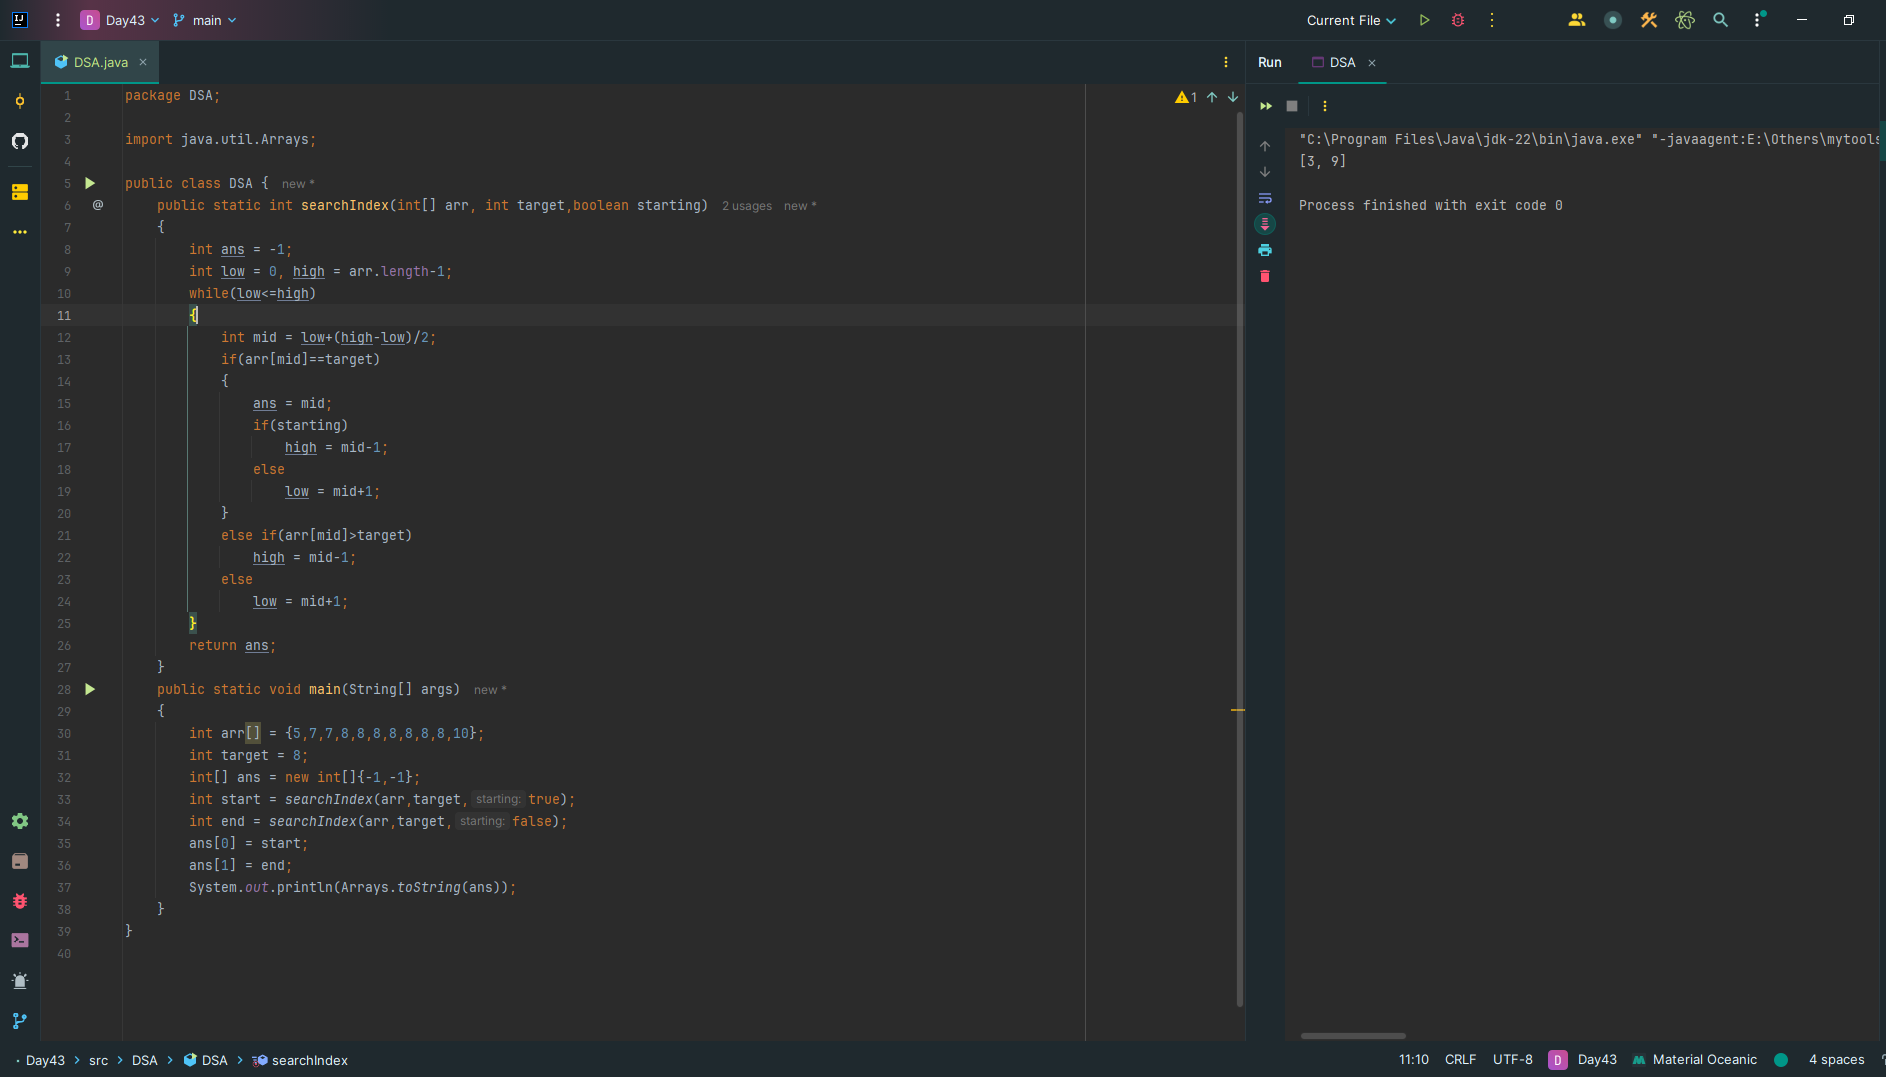 D Day43 main Current File
DSA.java
Run DSA
1 package DSA;
2
3 import java.util.Arrays;
4
5 public class DSA { new *
6 @ public static int searchIndex(int[] arr, int target,boolean starting) 2 usages new *
7 {
8 int ans = -1;
9 int low = 0, high = arr.length-1;
10 while(low<=high)
11 {
12 int mid = low+(high-low)/2;
13 if(arr[mid]==target)
14 {
15 ans = mid;
16 if(starting)
17 high = mid-1;
18 else
19 low = mid+1;
20 }
21 else if(arr[mid]>target)
22 high = mid-1;
23 else
24 low = mid+1;
25 }
26 return ans;
27 }
28 public static void main(String[] args) new *
29 {
30 int arr[] = {5,7,7,8,8,8,8,8,8,8,10};
31 int target = 8;
32 int[] ans = new int[]{-1,-1};
33 int start = searchIndex(arr,target, starting: true);
34 int end = searchIndex(arr,target, starting: false);
35 ans[0] = start;
36 ans[1] = end;
37 System.out.println(Arrays.toString(ans));
38 }
39 }
40
1
"C:\Program Files\Java\jdk-22\bin\java.exe" "-javaagent:E:\Others\mytools
[3, 9]
Process finished with exit code 0
Day43 > src > DSA > DSA > searchIndex
11:10 CRLF UTF-8 D Day43 Material Oceanic 4 spaces